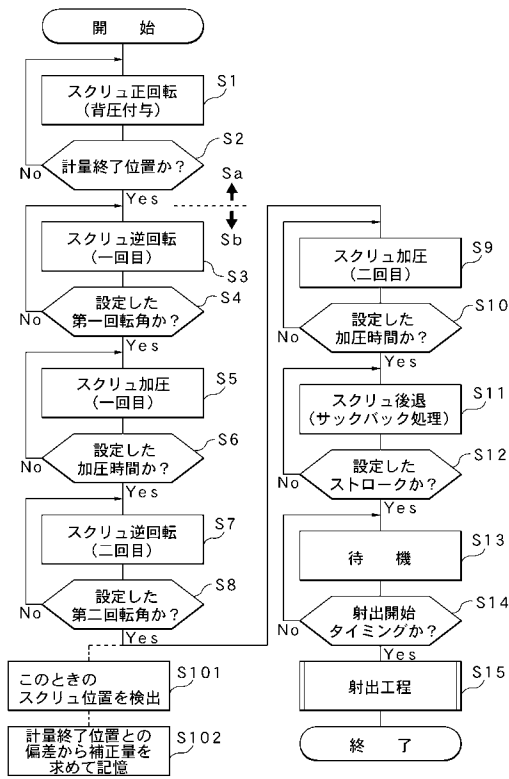 開　始
スクリュ正回転
（背圧付与）
S1
計量終了位置か？
S2
No
Yes
Sa
Sb
スクリュ逆回転
（一回目）
S3
設定した
第一回転角か？
S4
No
Yes
スクリュ加圧
（一回目）
S5
設定した
加圧時間か？
S6
No
Yes
スクリュ逆回転
（二回目）
S7
設定した
第二回転角か？
S8
No
Yes
このときの
スクリュ位置を検出
S101
計量終了位置との
偏差から補正量を
求めて記憶
S102
スクリュ加圧
（二回目）
S9
設定した
加圧時間か？
S10
No
Yes
スクリュ後退
（サックバック処理）
S11
設定した
ストロークか？
S12
No
Yes
待　機
S13
射出開始
タイミングか？
S14
No
Yes
射出工程
S15
終　了